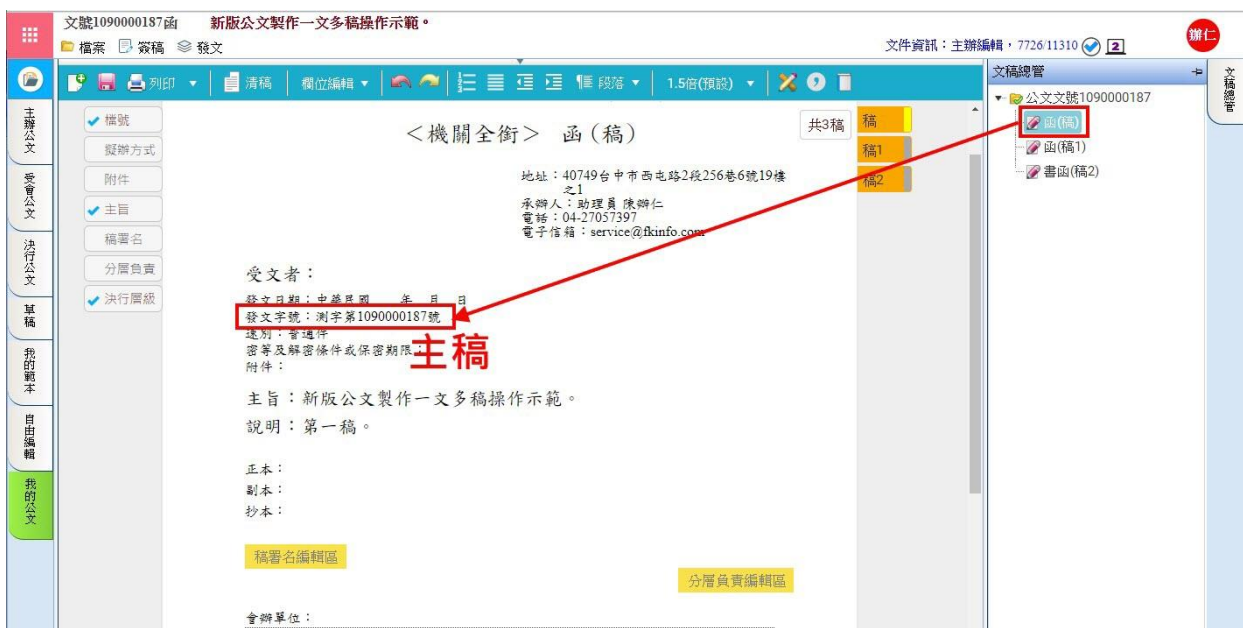 文號1090000187函 新版公文製作一文多稿操作示範。
檔案 簽稿 發文
文件資訊：主辦編輯，7726/11310 2
辦仁
列印 清稿 欄位編輯 段落 1.5倍(預設)
主辦公文
受會公文
決行公文
草稿
我的範本
自由編輯
我的公文
檔號
擬辦方式
附件
主旨
稿署名
分層負責
決行層級
＜機關全銜＞ 函（稿）
共3稿
稿
稿1
稿2
地址：40749台中市西屯路2段256巷6號19樓
之1
承辦人：助理員 陳辦仁
電話：04-27057397
電子信箱：service@fkinfo.com
受文者：
發文日期：中華民國 年 月 日
發文字號：測字第1090000187號
速別：普通件
密等及解密條件或保密期限：
附件：
主稿
主旨：新版公文製作一文多稿操作示範。
說明：第一稿。
正本：
副本：
抄本：
稿署名編輯區
分層負責編輯區
會辦單位：
文稿總管
公文文號1090000187
函(稿)
函(稿1)
書函(稿2)
文稿總管